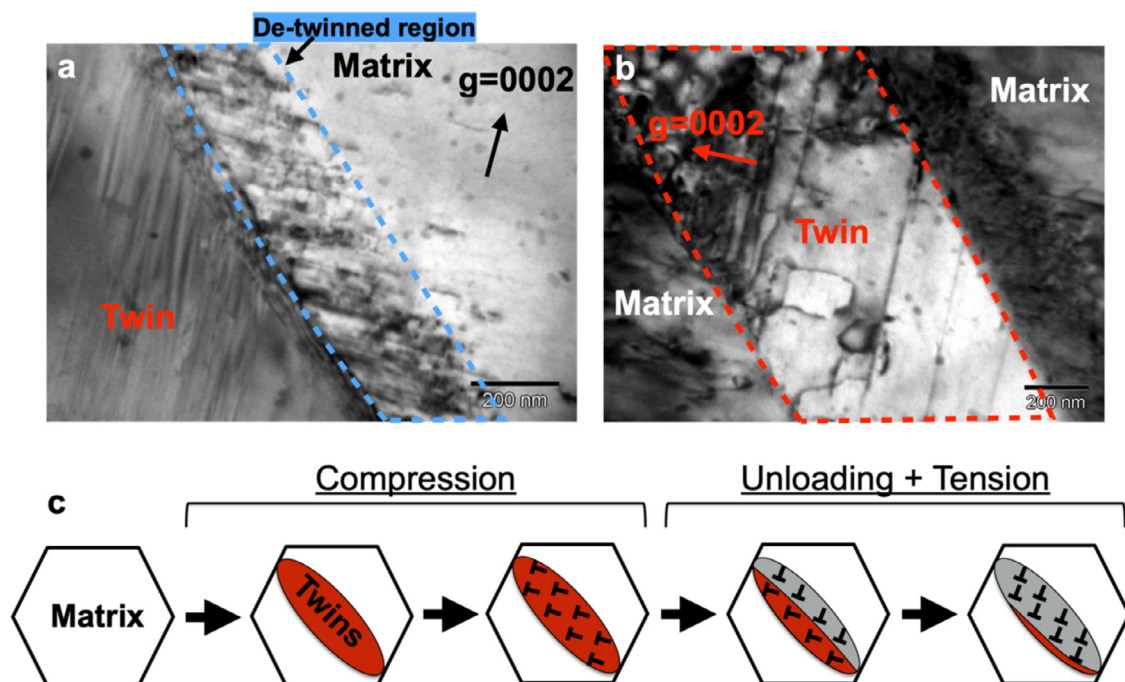 De-twinned region
a
Matrix
g=0002
Twin
200 nm
b
Matrix
g=0002
Twin
Matrix
200 nm
c
Compression
Unloading + Tension
Matrix
Twins